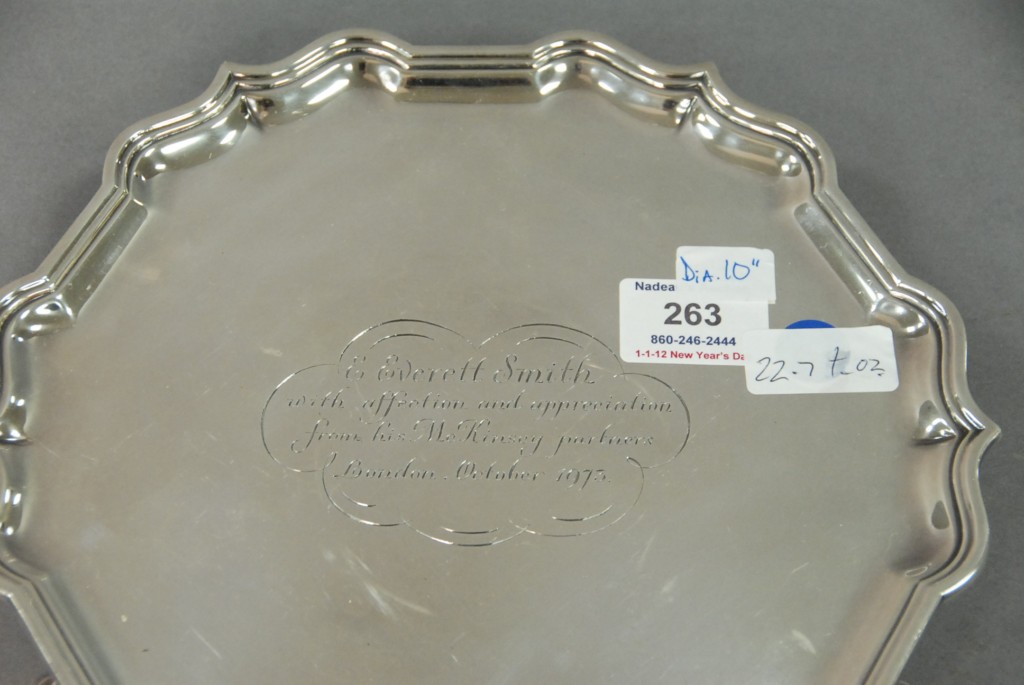 E Everett Smith
with affection and appreciation
from his McKinsey partners
London, October 1975.
Dia. 10"
Nadea
263
860-246-2444
1-1-12 New Year's Da
22.7 t.oz.